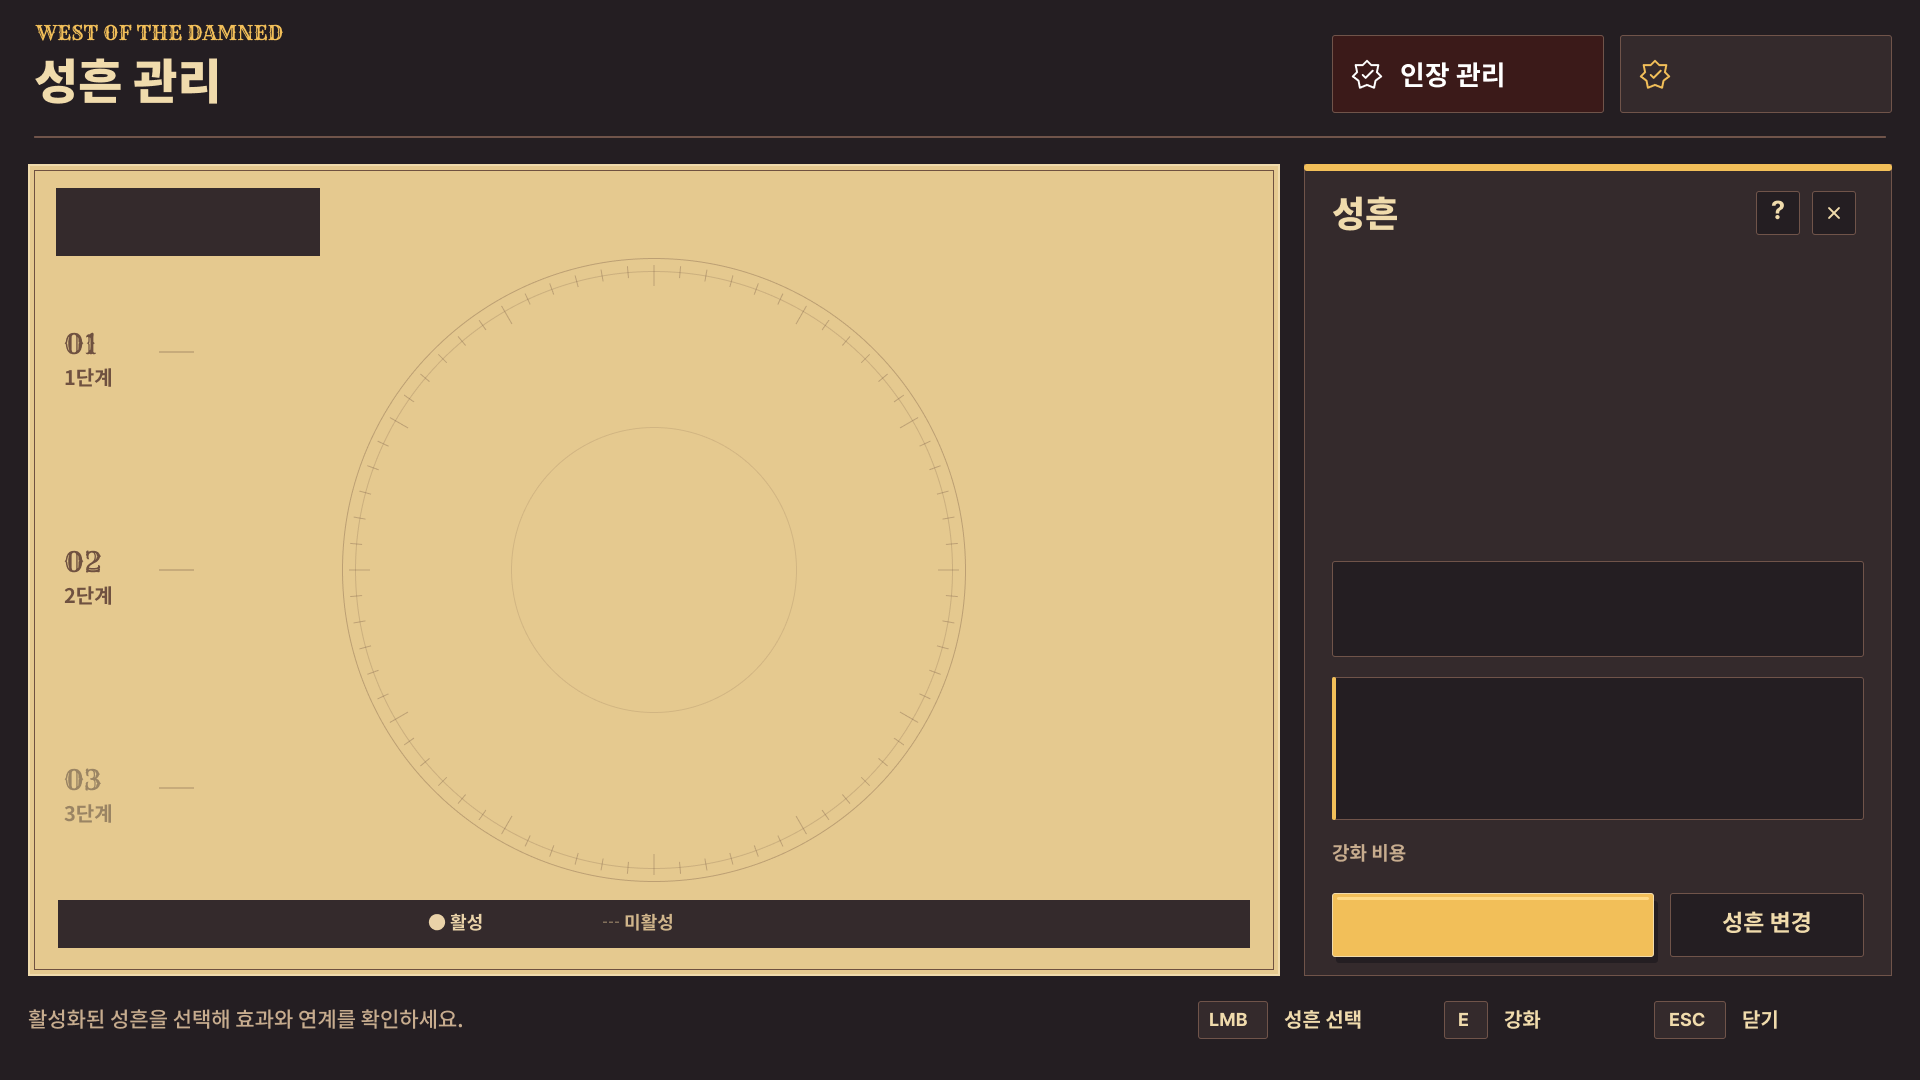 WEST OF THE DAMNED
성흔 관리
인장 관리
성흔
?
01
1단계
02
2단계
03
3단계
활성
--- 미활성
강화 비용
성흔 변경
활성화된 성흔을 선택해 효과와 연계를 확인하세요.
LMB 성흔 선택
E 강화
ESC 닫기